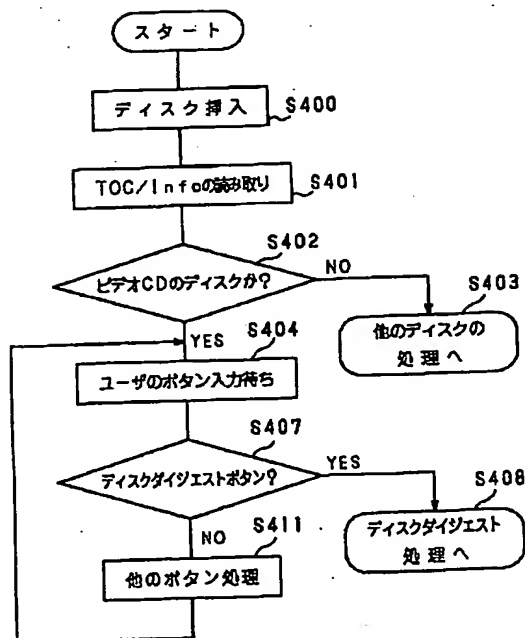 スタート
ディスク挿入
S400
TOC/Infoの読み取り
S401
S402
ビデオCDのディスクか?
NO
S403
他のディスクの
処理へ
YES
S404
ユーザのボタン入力待ち
S407
ディスクダイジェストボタン?
YES
S408
ディスクダイジェスト
処理へ
NO
S411
他のボタン処理